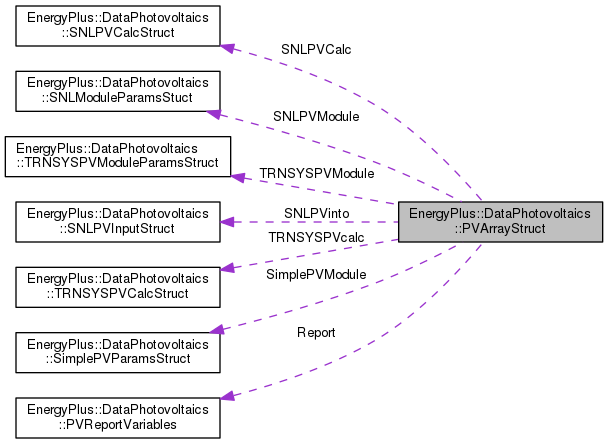 EnergyPlus::DataPhotovoltaics
::SNLPVCalcStruct
SNLPVCalc
EnergyPlus::DataPhotovoltaics
::SNLModuleParamsStuct
SNLPVModule
EnergyPlus::DataPhotovoltaics
::TRNSYSPVModuleParamsStruct
TRNSYSPVModule
EnergyPlus::DataPhotovoltaics
::SNLPVInputStruct
SNLPVinto
EnergyPlus::DataPhotovoltaics
::PVArrayStruct
TRNSYSPVcalc
EnergyPlus::DataPhotovoltaics
::TRNSYSPVCalcStruct
SimplePVModule
EnergyPlus::DataPhotovoltaics
::SimplePVParamsStruct
Report
EnergyPlus::DataPhotovoltaics
::PVReportVariables